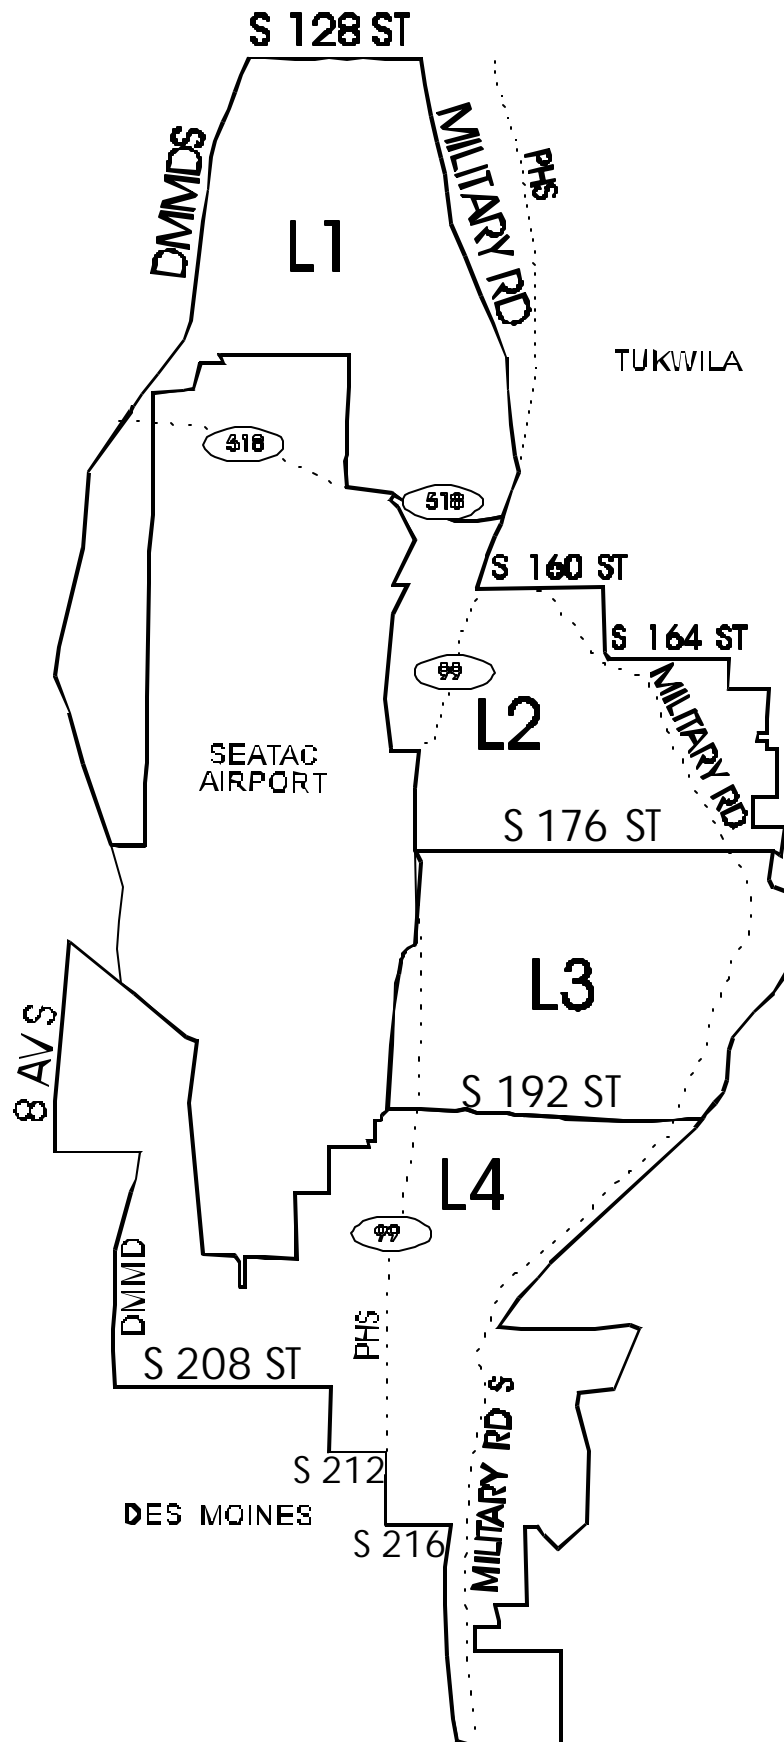 S 128 ST
DMMDS
MILITARY RD
PHS
L1
TUKWILA
518
518
S 160 ST
S 164 ST
99
MILITARY RD
L2
SEATAC
AIRPORT
S 176 ST
L3
8 AV S
S 192 ST
L4
99
DMMD
PHS
S 208 ST
MILITARY RD S
S 212
DES MOINES
S 216